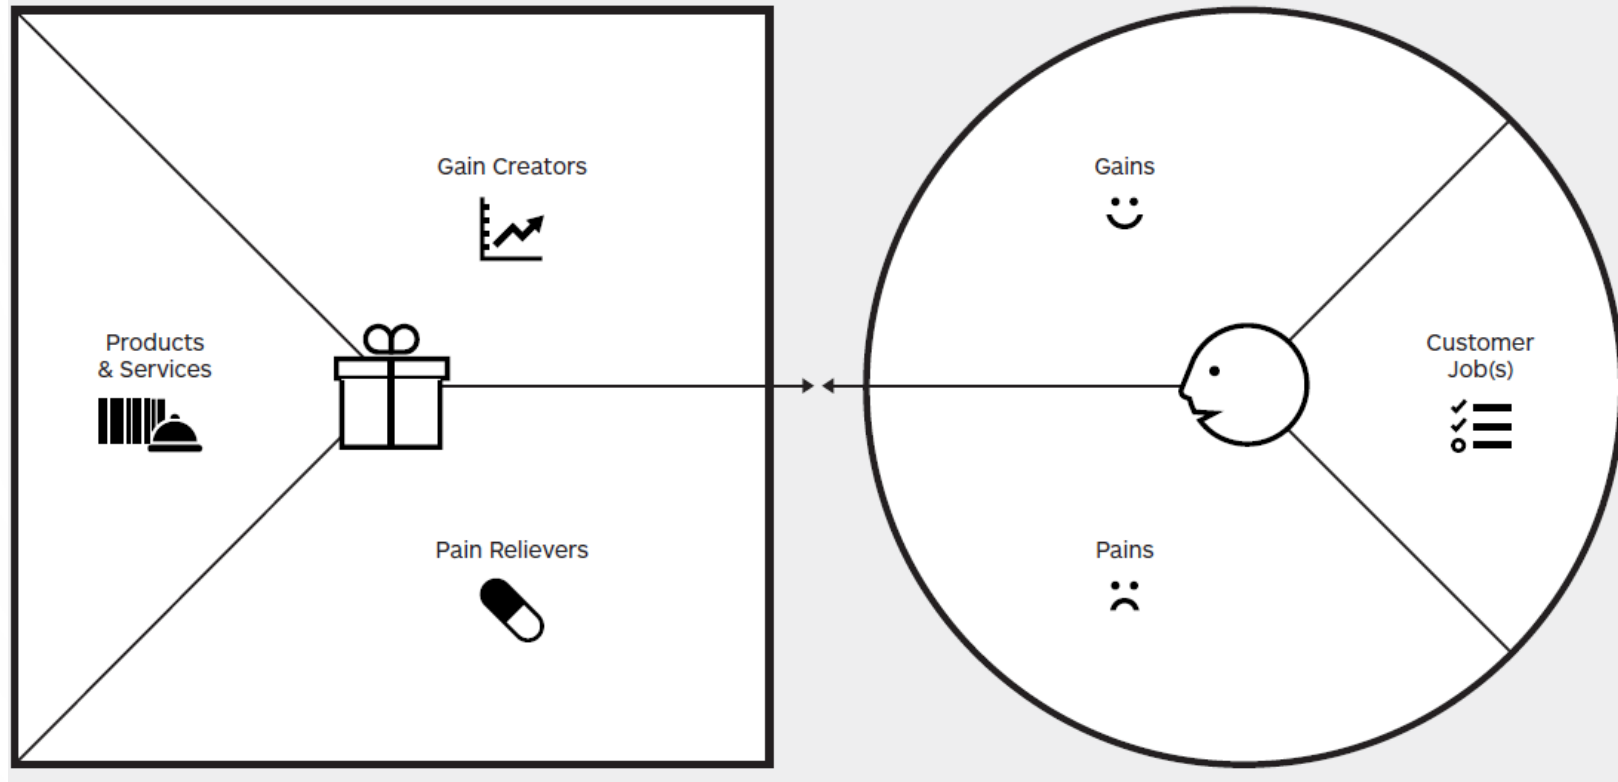 Gain Creators
Products
& Services
Pain Relievers
Gains
Customer
Job(s)
Pains